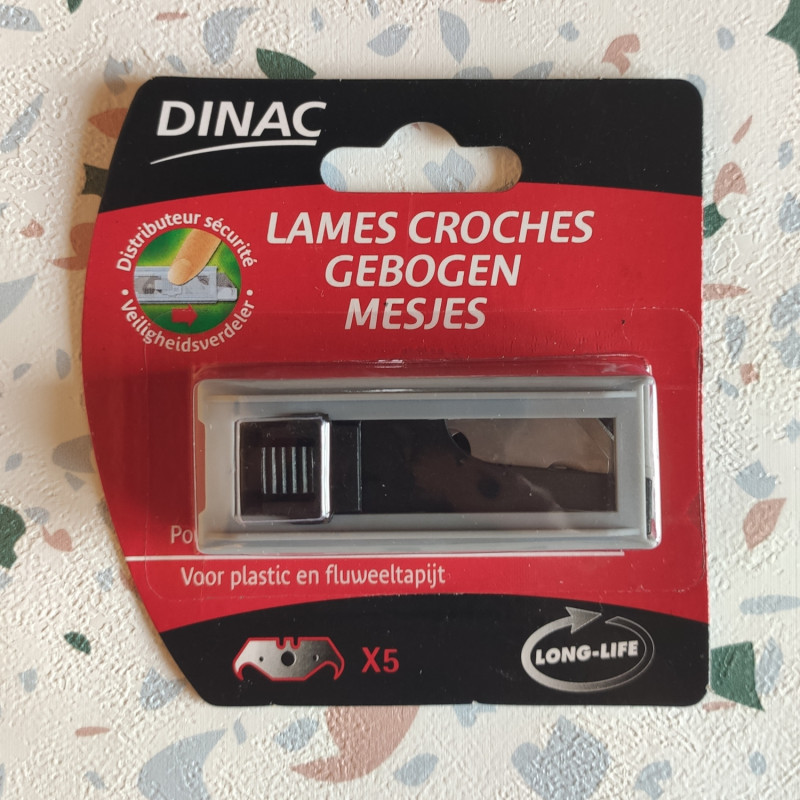 DINAC
Distributeur sécurité
• Veiligheidsverdeler •
LAMES CROCHES
GEBOGEN
MESJES
Voor plastic en fluweeltapijt
X5
LONG-LIFE